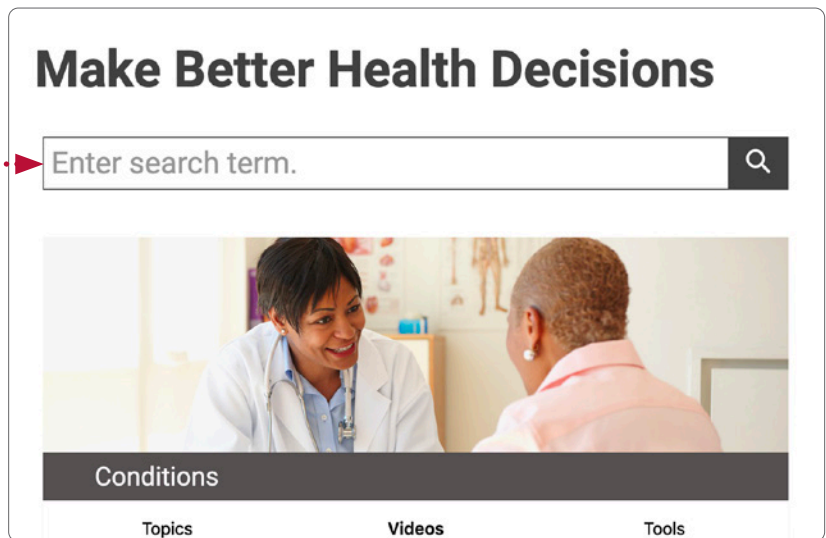 Make Better Health Decisions
Enter search term.
Conditions
Topics Videos Tools